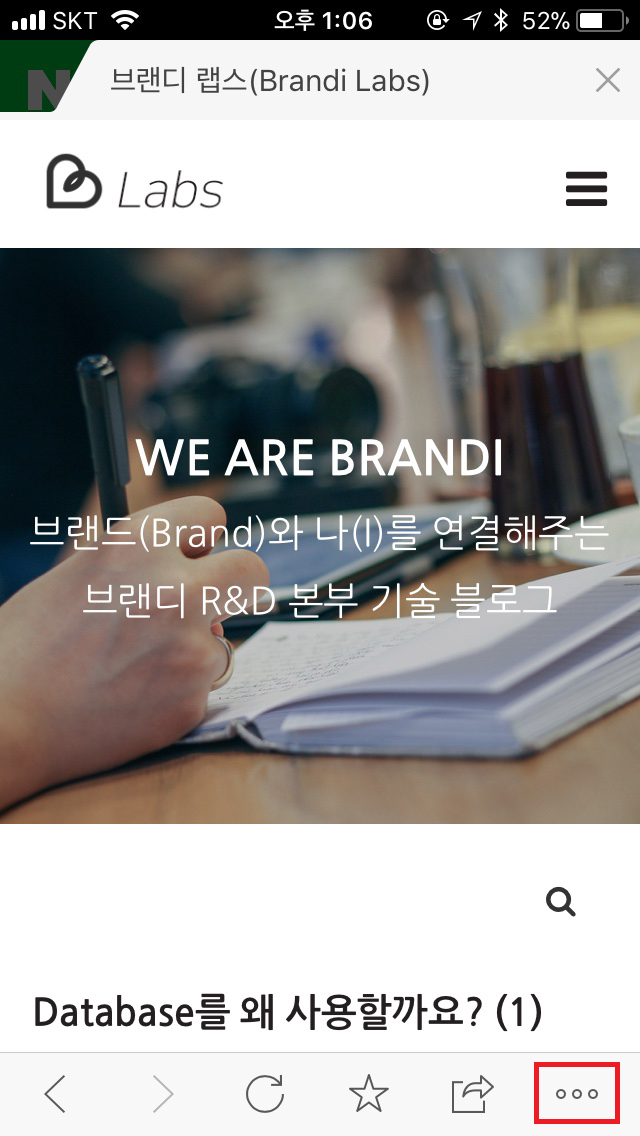 SKT 오후 1:06 52%
N 브랜디 랩스(Brandi Labs)
Labs
WE ARE BRANDI
브랜드(Brand)와 나(I)를 연결해주는
브랜디 R&D 본부 기술 블로그
Database를 왜 사용할까요? (1)